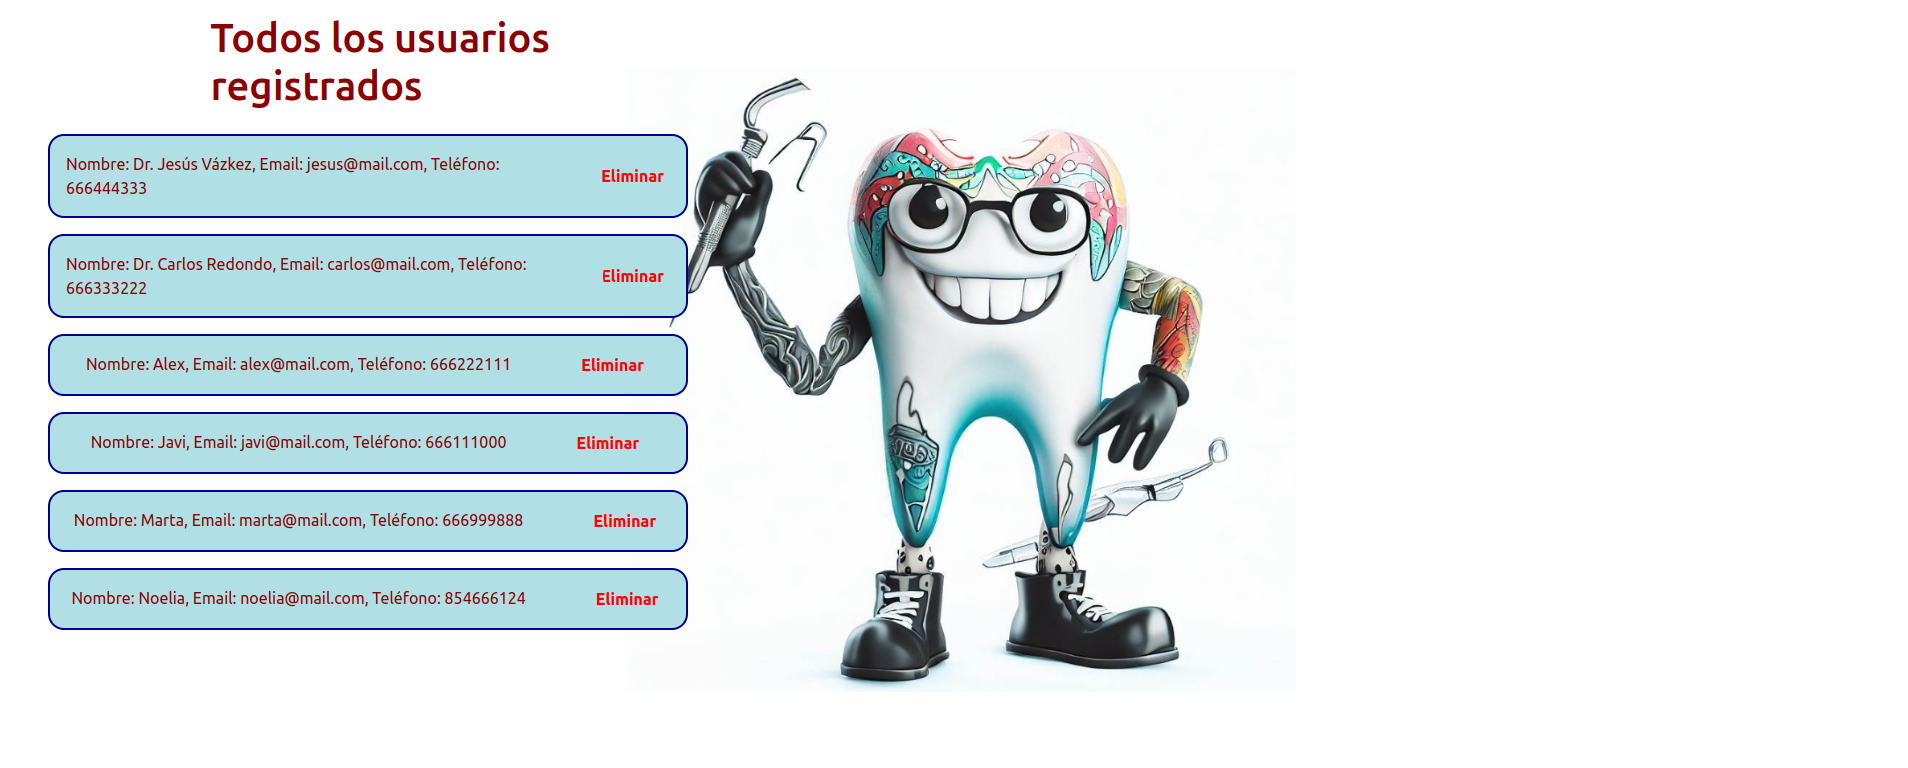 Todos los usuarios
registrados
Nombre: Dr. Jesús Vázkez, Email: jesus@mail.com, Teléfono:
666444333
Eliminar
Nombre: Dr. Carlos Redondo, Email: carlos@mail.com, Teléfono:
666333222
Eliminar
Nombre: Alex, Email: alex@mail.com, Teléfono: 666222111 Eliminar
Nombre: Javi, Email: javi@mail.com, Teléfono: 666111000 Eliminar
Nombre: Marta, Email: marta@mail.com, Teléfono: 666999888 Eliminar
Nombre: Noelia, Email: noelia@mail.com, Teléfono: 854666124 Eliminar